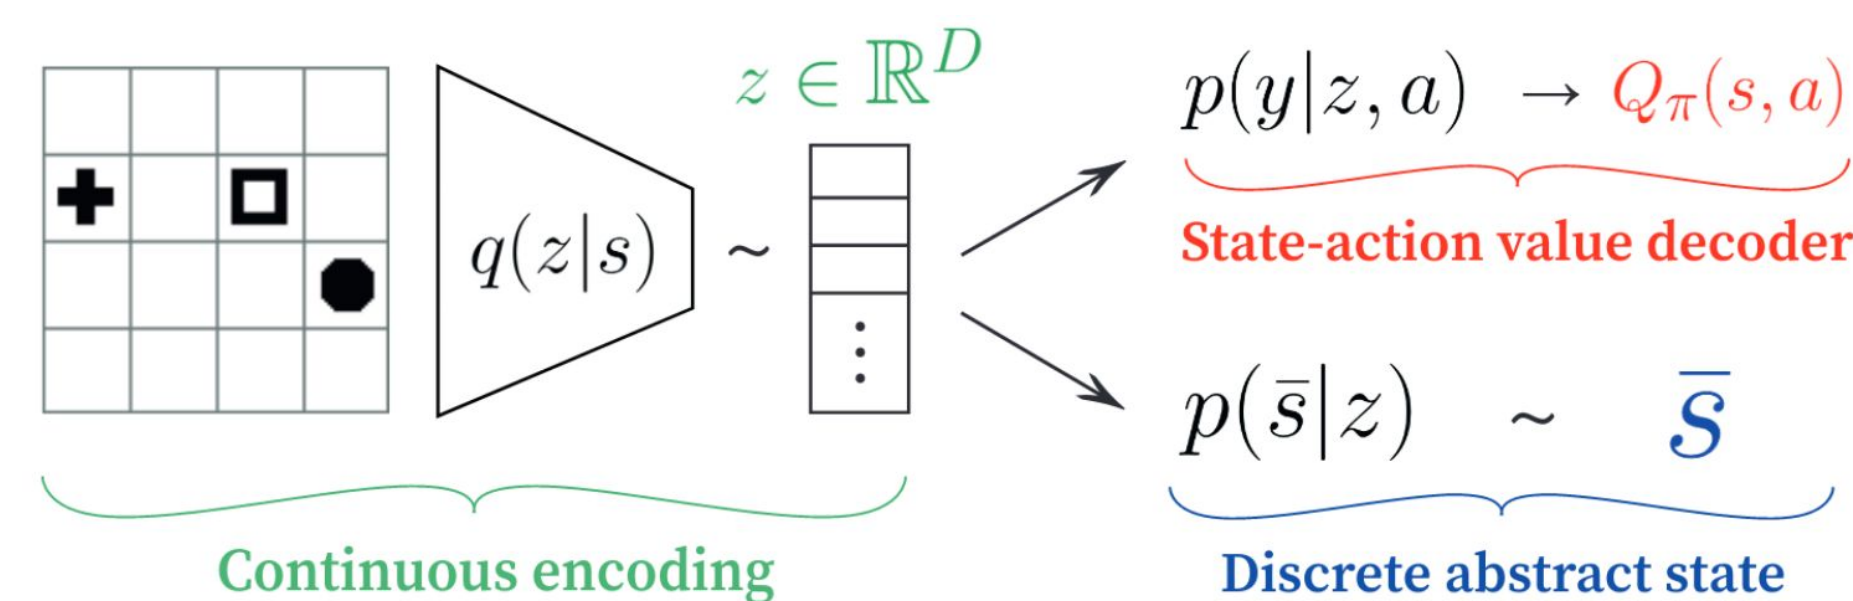 z ∈ ℝ^D
q(z|s)
~
p(y|z, a) → Q_π(s, a)
State-action value decoder
p(s̄|z) ~ s̄
Continuous encoding
Discrete abstract state